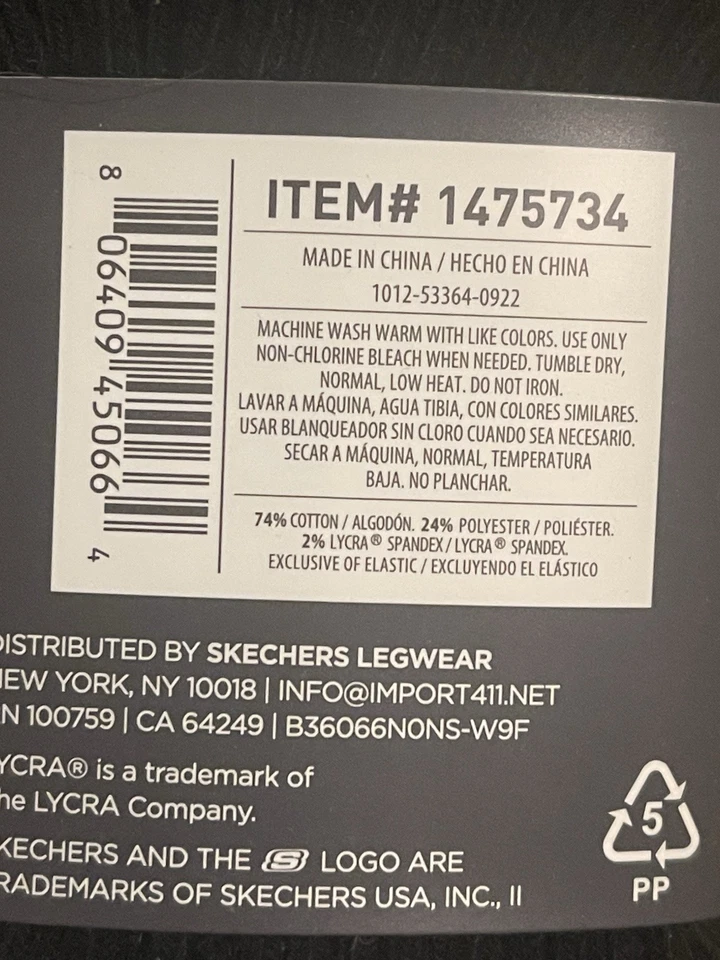 8 06409 45066 4
ITEM# 1475734
MADE IN CHINA / HECHO EN CHINA
1012-53364-0922
MACHINE WASH WARM WITH LIKE COLORS. USE ONLY
NON-CHLORINE BLEACH WHEN NEEDED. TUMBLE DRY,
NORMAL, LOW HEAT. DO NOT IRON.
LAVAR A MÁQUINA, AGUA TIBIA, CON COLORES SIMILARES.
USAR BLANQUEADOR SIN CLORO CUANDO SEA NECESARIO.
SECAR A MÁQUINA, NORMAL, TEMPERATURA
BAJA. NO PLANCHAR.
74% COTTON / ALGODÓN. 24% POLYESTER / POLIÉSTER.
2% LYCRA® SPANDEX / LYCRA® SPANDEX.
EXCLUSIVE OF ELASTIC / EXCLUYENDO EL ELÁSTICO
DISTRIBUTED BY SKECHERS LEGWEAR
NEW YORK, NY 10018 | INFO@IMPORT411.NET
N 100759 | CA 64249 | B36066N0NS-W9F
YCRA® is a trademark of
he LYCRA Company.
KECHERS AND THE S LOGO ARE
RADEMARKS OF SKECHERS USA, INC., II
5
PP